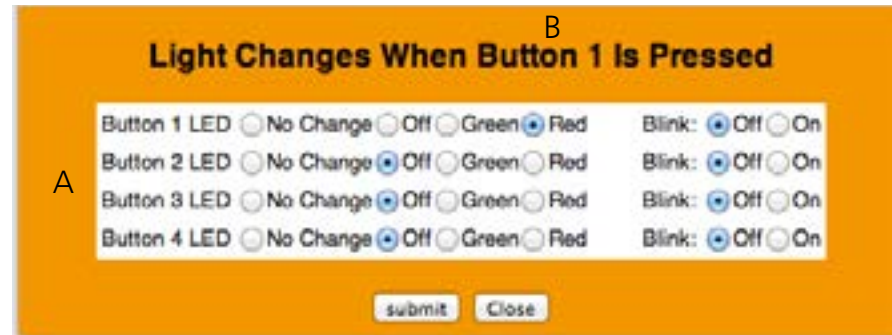 B
Light Changes When Button 1 Is Pressed
Button 1 LED No Change Off Green Red Blink: Off On
Button 2 LED No Change Off Green Red Blink: Off On
A
Button 3 LED No Change Off Green Red Blink: Off On
Button 4 LED No Change Off Green Red Blink: Off On
submit Close